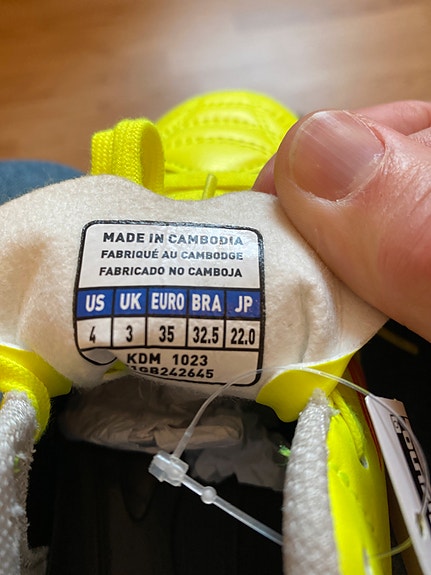 MADE IN CAMBODIA
FABRIQUÉ AU CAMBODGE
FABRICADO NO CAMBOJA
US UK EURO BRA JP
4 3 35 32.5 22.0
KDM 1023